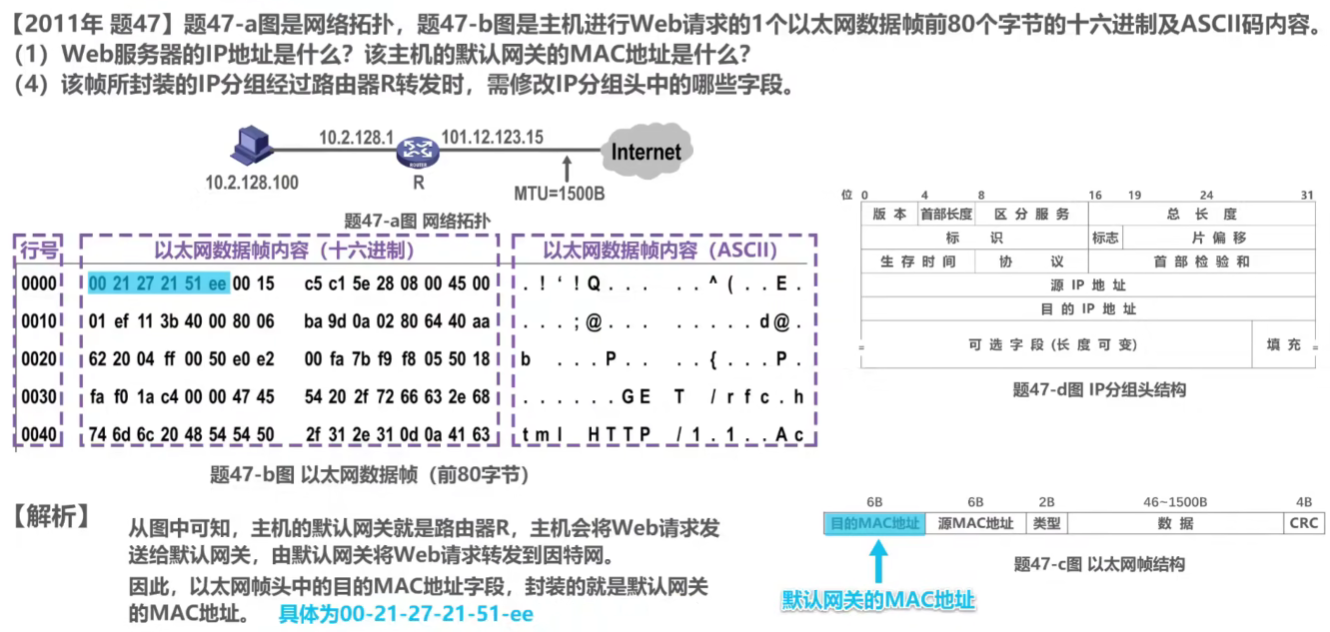 【2011年 题47】题47-a图是网络拓扑，题47-b图是主机进行Web请求的1个以太网数据帧前80个字节的十六进制及ASCII码内容。
（1）Web服务器的IP地址是什么？该主机的默认网关的MAC地址是什么？
（4）该帧所封装的IP分组经过路由器R转发时，需修改IP分组头中的哪些字段。
10.2.128.1
101.12.123.15
Internet
10.2.128.100
R
MTU=1500B
题47-a图 网络拓扑
行号 以太网数据帧内容（十六进制） 以太网数据帧内容（ASCII）
0000 00 21 27 21 51 ee 00 15 c5 c1 5e 28 08 00 45 00 . ! ‘ ! Q . . . . . ^ ( . . E .
0010 01 ef 11 3b 40 00 80 06 ba 9d 0a 02 80 64 40 aa . . . ; @ . . . . . . . . d @ .
0020 62 20 04 ff 00 50 e0 e2 00 fa 7b f9 f8 05 50 18 b . . . P . . . . { . . . P .
0030 fa f0 1a c4 00 00 47 45 54 20 2f 72 66 63 2e 68 . . . . . . G E T / r f c . h
0040 74 6d 6c 20 48 54 54 50 2f 31 2e 31 0d 0a 41 63 t m l H T T P / 1 . 1 . . A c
题47-b图 以太网数据帧（前80字节）
位 0 4 8 16 19 24 31
版 本 首部长度 区 分 服 务 总 长 度
标 识 标志 片 偏 移
生 存 时 间 协 议 首 部 检 验 和
源 IP 地 址
目 的 IP 地 址
可 选 字 段 (长 度 可 变) 填 充
题47-d图 IP分组头结构
【解析】
从图中可知，主机的默认网关就是路由器R，主机会将Web请求发
送给默认网关，由默认网关将Web请求转发到因特网。
因此，以太网帧头中的目的MAC地址字段，封装的就是默认网关
的MAC地址。 具体为00-21-27-21-51-ee
6B 6B 2B 46~1500B 4B
目的MAC地址 源MAC地址 类型 数 据 CRC
题47-c图 以太网帧结构
默认网关的MAC地址